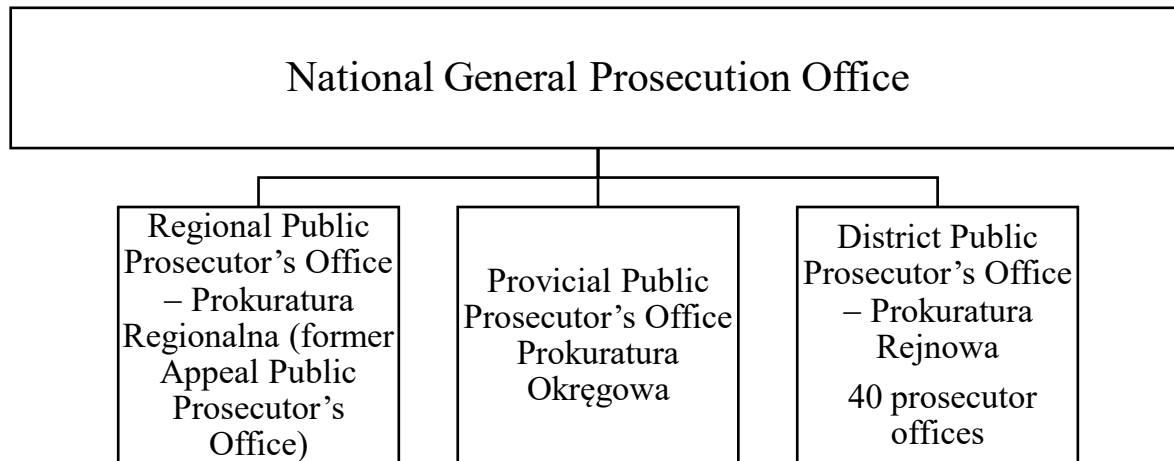 National General Prosecution Office
Regional Public
Prosecutor’s Office
– Prokuratura
Regionalna (former
Appeal Public
Prosecutor’s
Office)
Provicial Public
Prosecutor’s Office
Prokuratura
Okręgowa
District Public
Prosecutor’s Office
– Prokuratura
Rejnowa
40 prosecutor
offices